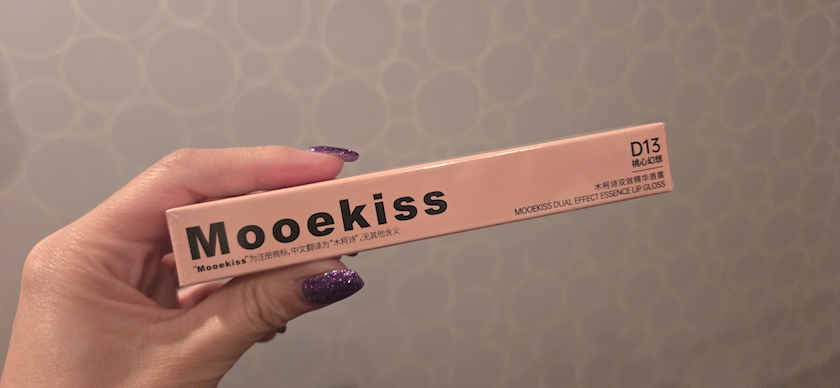 Mooekiss
"Mooekiss"为注册商标,中文翻译为"木柯诗",无其他含义
D13
桃心幻想
木柯诗双效精华唇露
MOOEKISS DUAL EFFECT ESSENCE LIP GLOSS